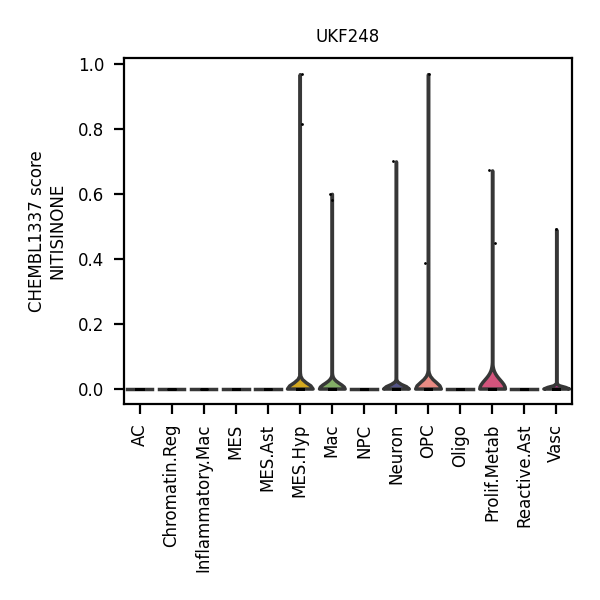 UKF248
CHEMBL1337 score
NITISINONE
1.0
0.8
0.6
0.4
0.2
0.0
AC
Chromatin.Reg
Inflammatory.Mac
MES
MES.Ast
MES.Hyp
Mac
NPC
Neuron
OPC
Oligo
Prolif.Metab
Reactive.Ast
Vasc